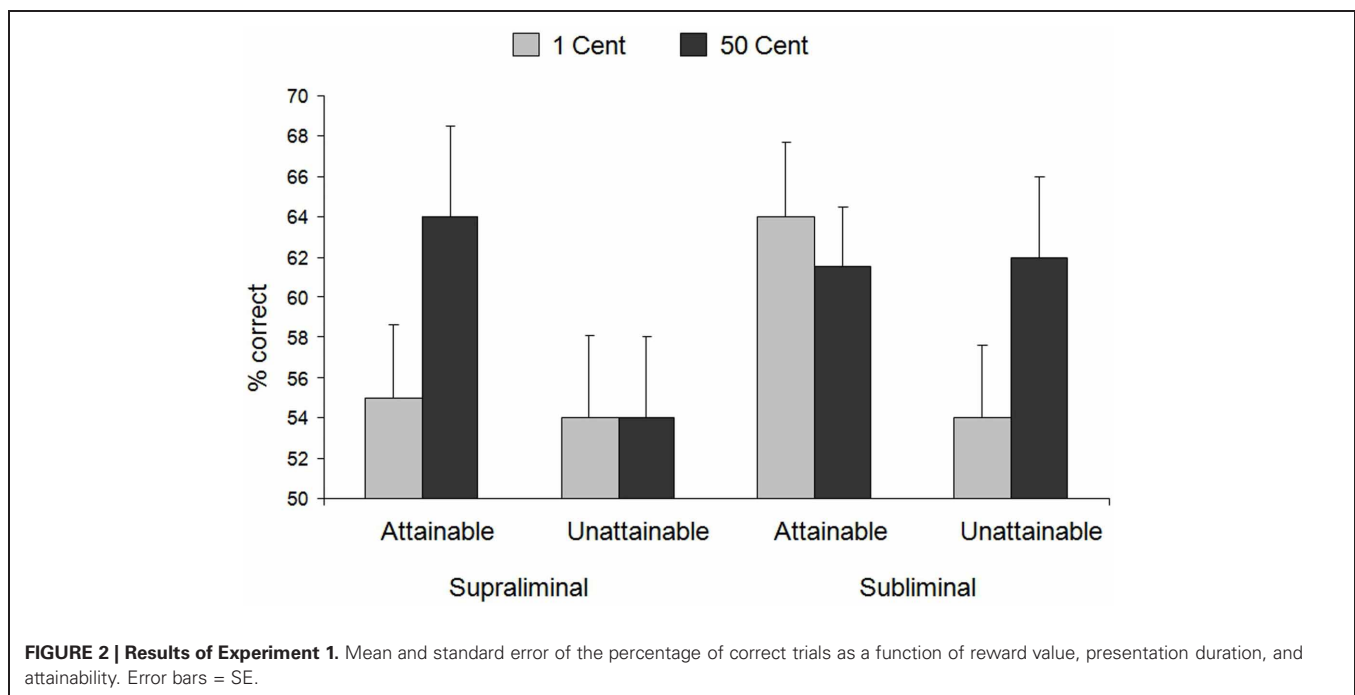 1 Cent 50 Cent
70
68
66
64
62
60
58
56
54
52
50
% correct
Attainable Unattainable Attainable Unattainable
Supraliminal Subliminal
FIGURE 2 | Results of Experiment 1. Mean and standard error of the percentage of correct trials as a function of reward value, presentation duration, and
attainability. Error bars = SE.